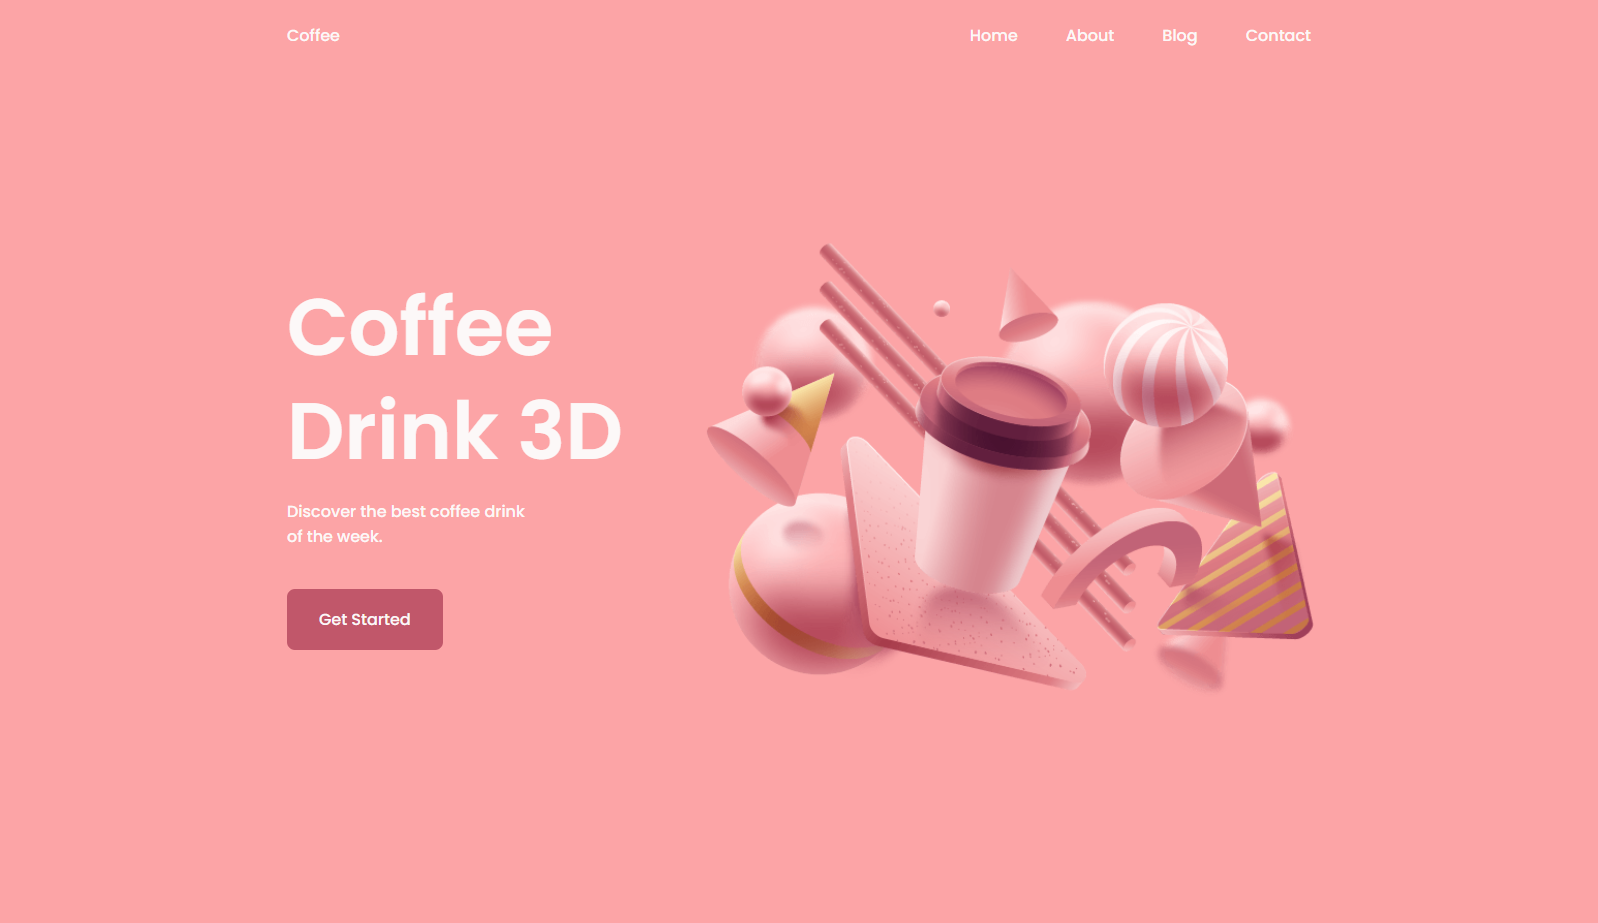 Coffee
Home About Blog Contact
Coffee
Drink 3D
Discover the best coffee drink
of the week.
Get Started